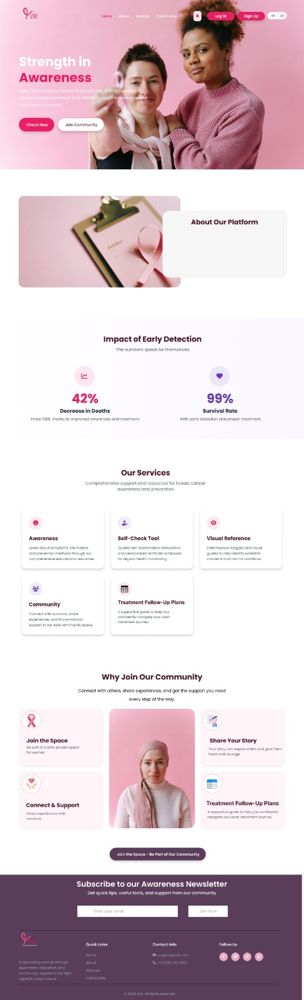 VIR
Home About Services Community Log in Sign Up EN AR
Strength in
Awareness
Early awareness is the key to protection. Join thousands of
women taking control of their health through knowledge and
community support.
Check Now Join Community
October
About Our Platform
Impact of Early Detection
The numbers speak for themselves
42%
Decrease in Deaths
Since 1989, thanks to improved awareness and treatment
99%
Survival Rate
With early detection and proper treatment
Our Services
Comprehensive support and resources for breast cancer
awareness and prevention
Awareness
Learn about symptoms, risk factors,
and prevention methods through our
comprehensive educational resources.
Self-Check Tool
Guided self-examination instructions
and personalized reminder schedules
for regular health monitoring.
Visual Reference
Safe medical imagery and visual
guides to help identify potential
concerns and normal variations.
Community
Connect with survivors, share
experiences, and find emotional
support in our safe community space.
Treatment Follow-Up Plans
A supportive guide to help you
confidently navigate your post-
treatment journey.
Why Join Our Community
Connect with others, share experiences, and get the support you need
every step of the way.
Join the Space
Be part of a safe, private space
for women
Share Your Story
Your story can inspire others and give them
hope and courage
Connect & Support
Share experiences with
survivors
Treatment Follow-Up Plans
A supportive guide to help you confidently
navigate your post-treatment journey.
Join the Space - Be Part of Our Community
Subscribe to our Awareness Newsletter
Get quick tips, useful tools, and support from our community
Enter your email Join Now
Empowering women through
awareness, education, and
community support in the fight
against breast cancer.
Quick Links
Home
About
Services
Community
Contact Info
support@avir.com
+1 (555) 123-4567
Follow Us
© 2026 Avir. All rights reserved.